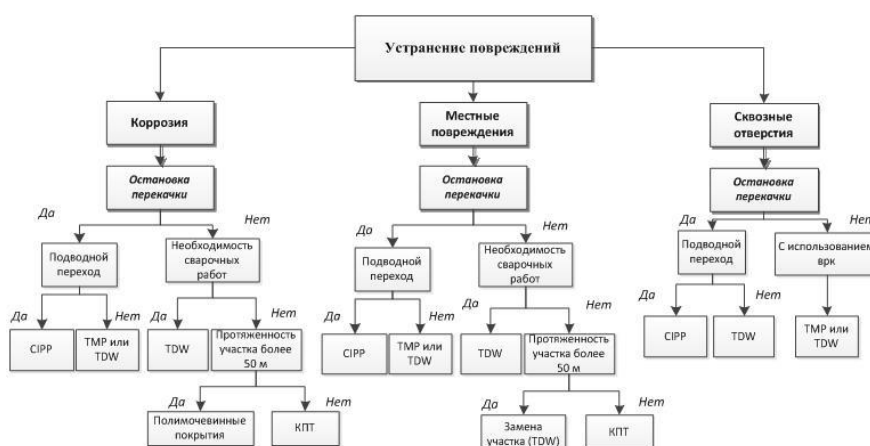 Устранение повреждений
Коррозия
Местные
повреждения
Сквозные
отверстия
Остановка
перекачки
Остановка
перекачки
Остановка
перекачки
Да
Нет
Да
Нет
Да
Нет
Подводной
переход
Необходимость
сварочных
работ
Подводной
переход
Необходимость
сварочных
работ
Подводной
переход
С использованием
врк
Да
Нет
Да
Нет
Да
Нет
Да
Нет
Да
Нет
CIPP
TMP или
TDW
TDW
Протяженность
участка более
50 м
CIPP
TMP или
TDW
TDW
Протяженность
участка более
50 м
CIPP
TDW
TMP или
TDW
Да
Нет
Да
Нет
Полимочевинные
покрытия
КПТ
Замена
участка (TDW)
КПТ